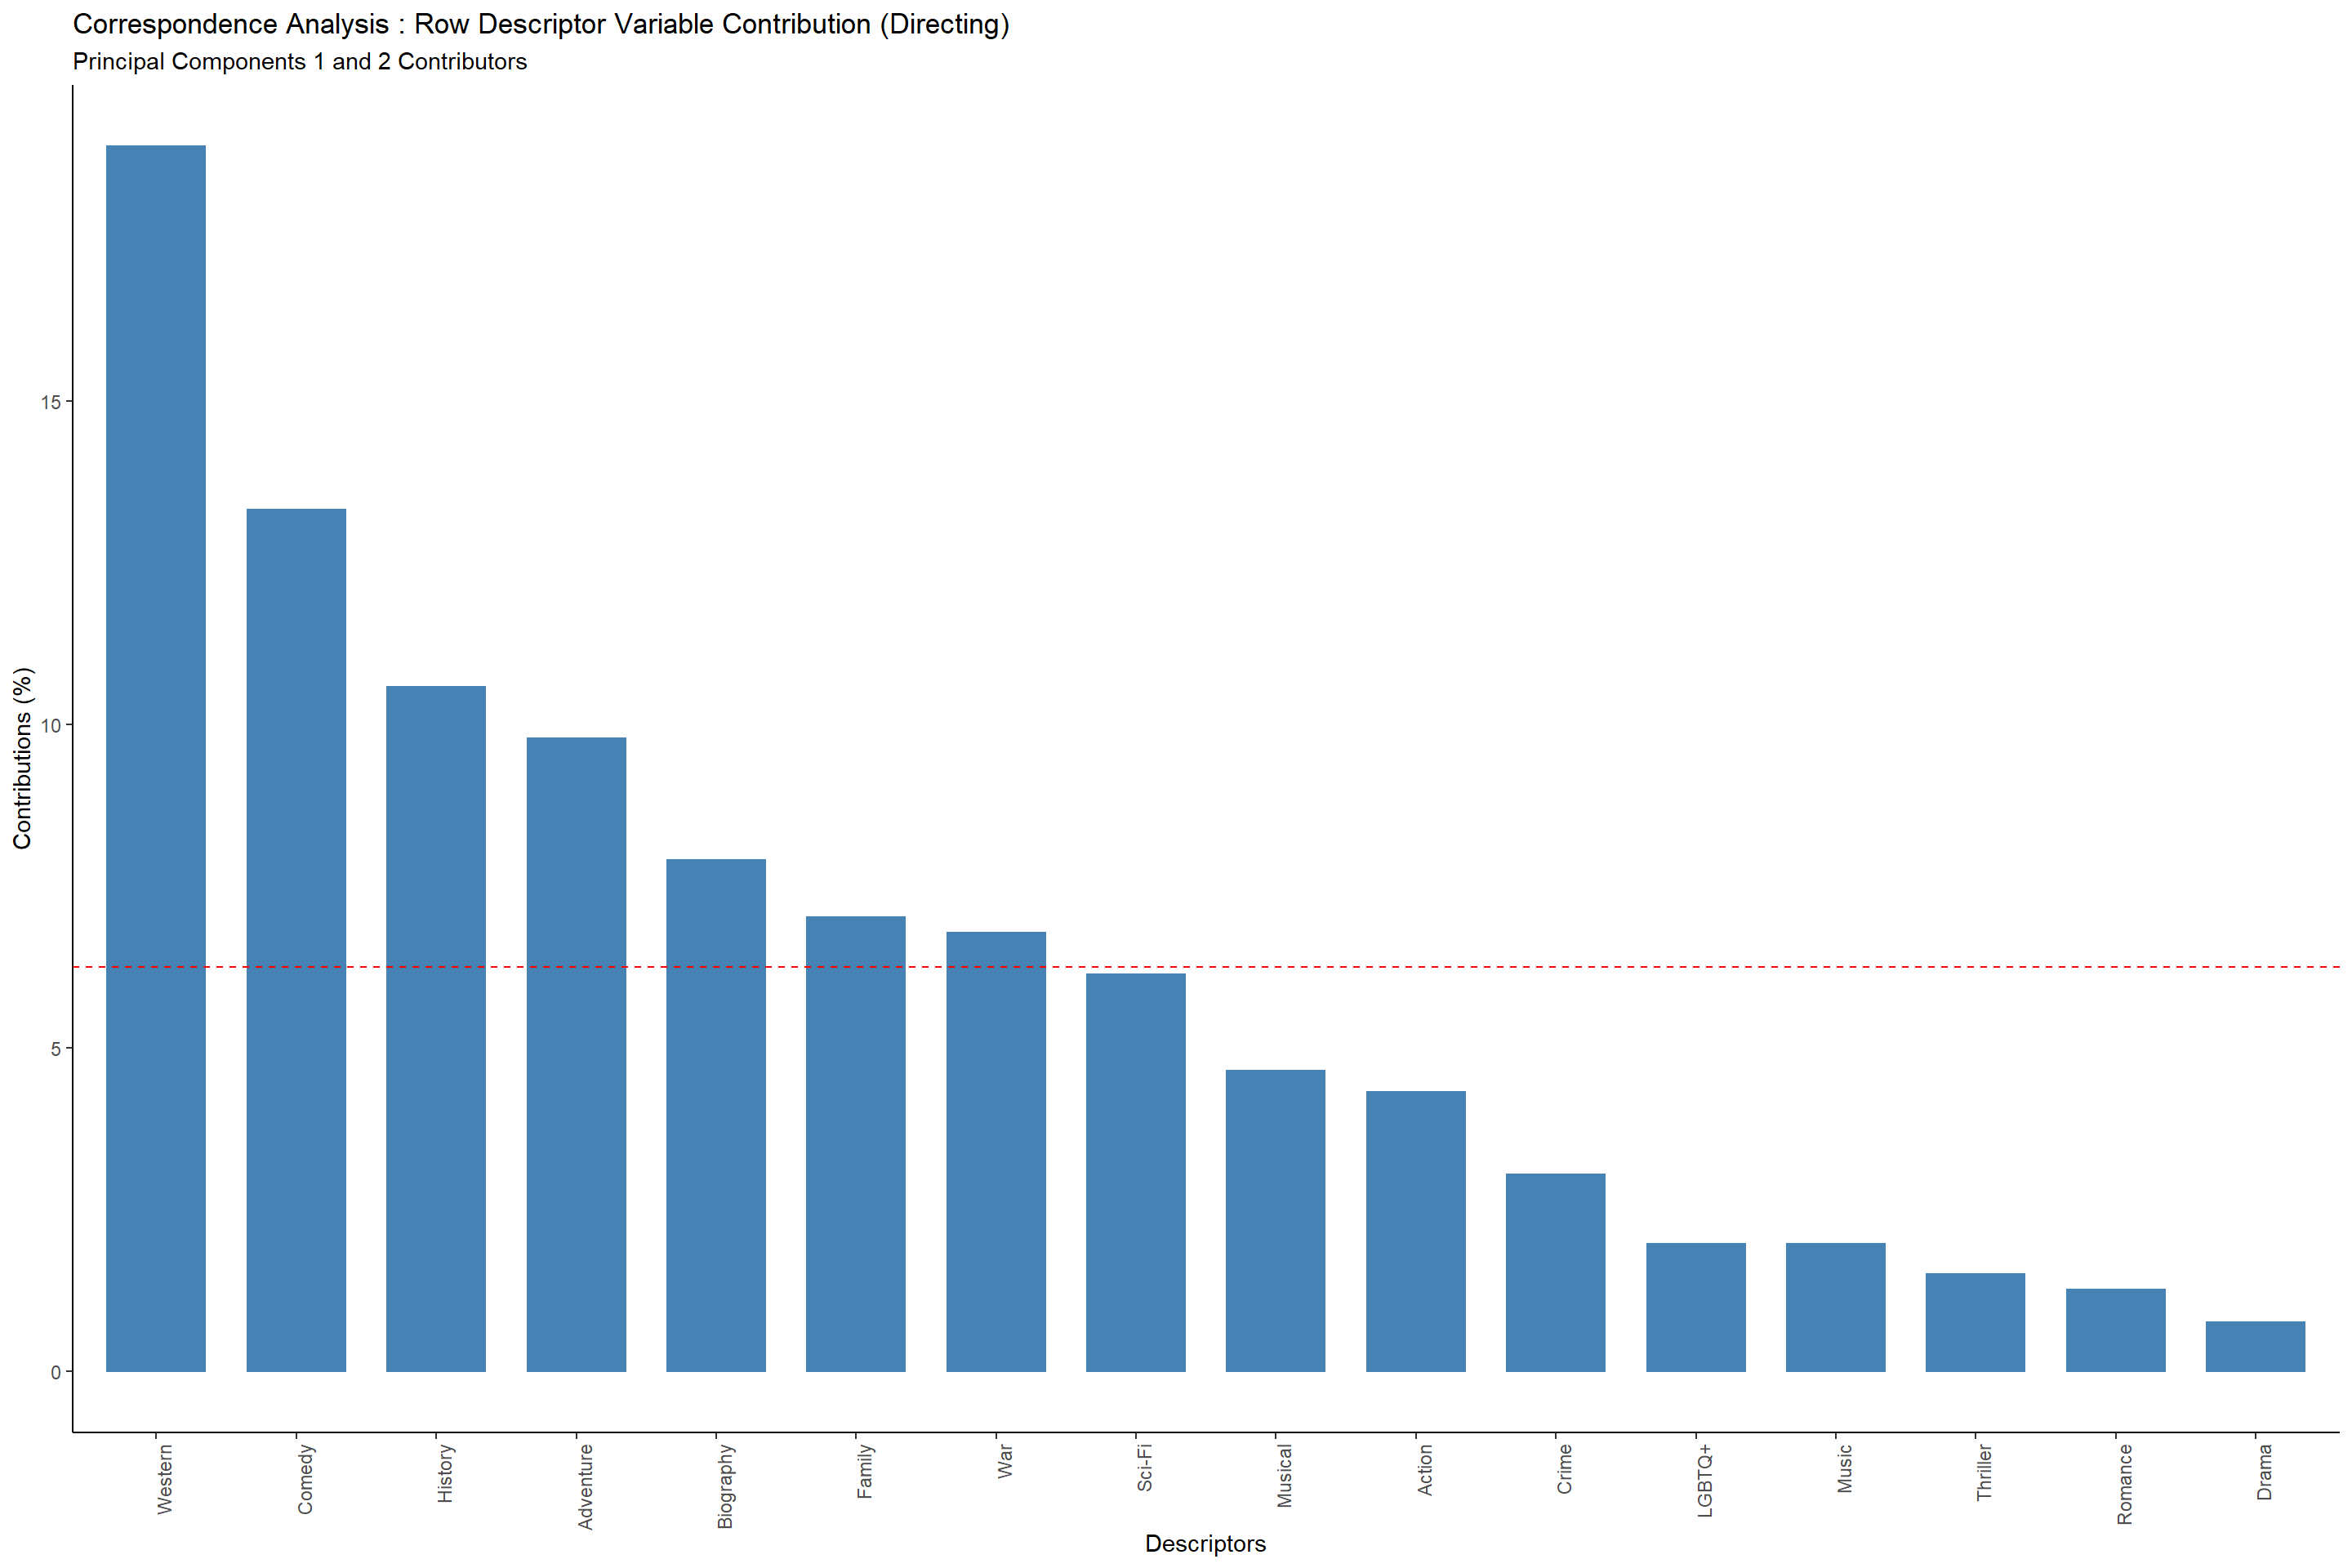 Correspondence Analysis : Row Descriptor Variable Contribution (Directing)
Principal Components 1 and 2 Contributors
Contributions (%)
15
10
5
0
Western
Comedy
History
Adventure
Biography
Family
War
Sci-Fi
Musical
Action
Crime
LGBTQ+
Music
Thriller
Romance
Drama
Descriptors